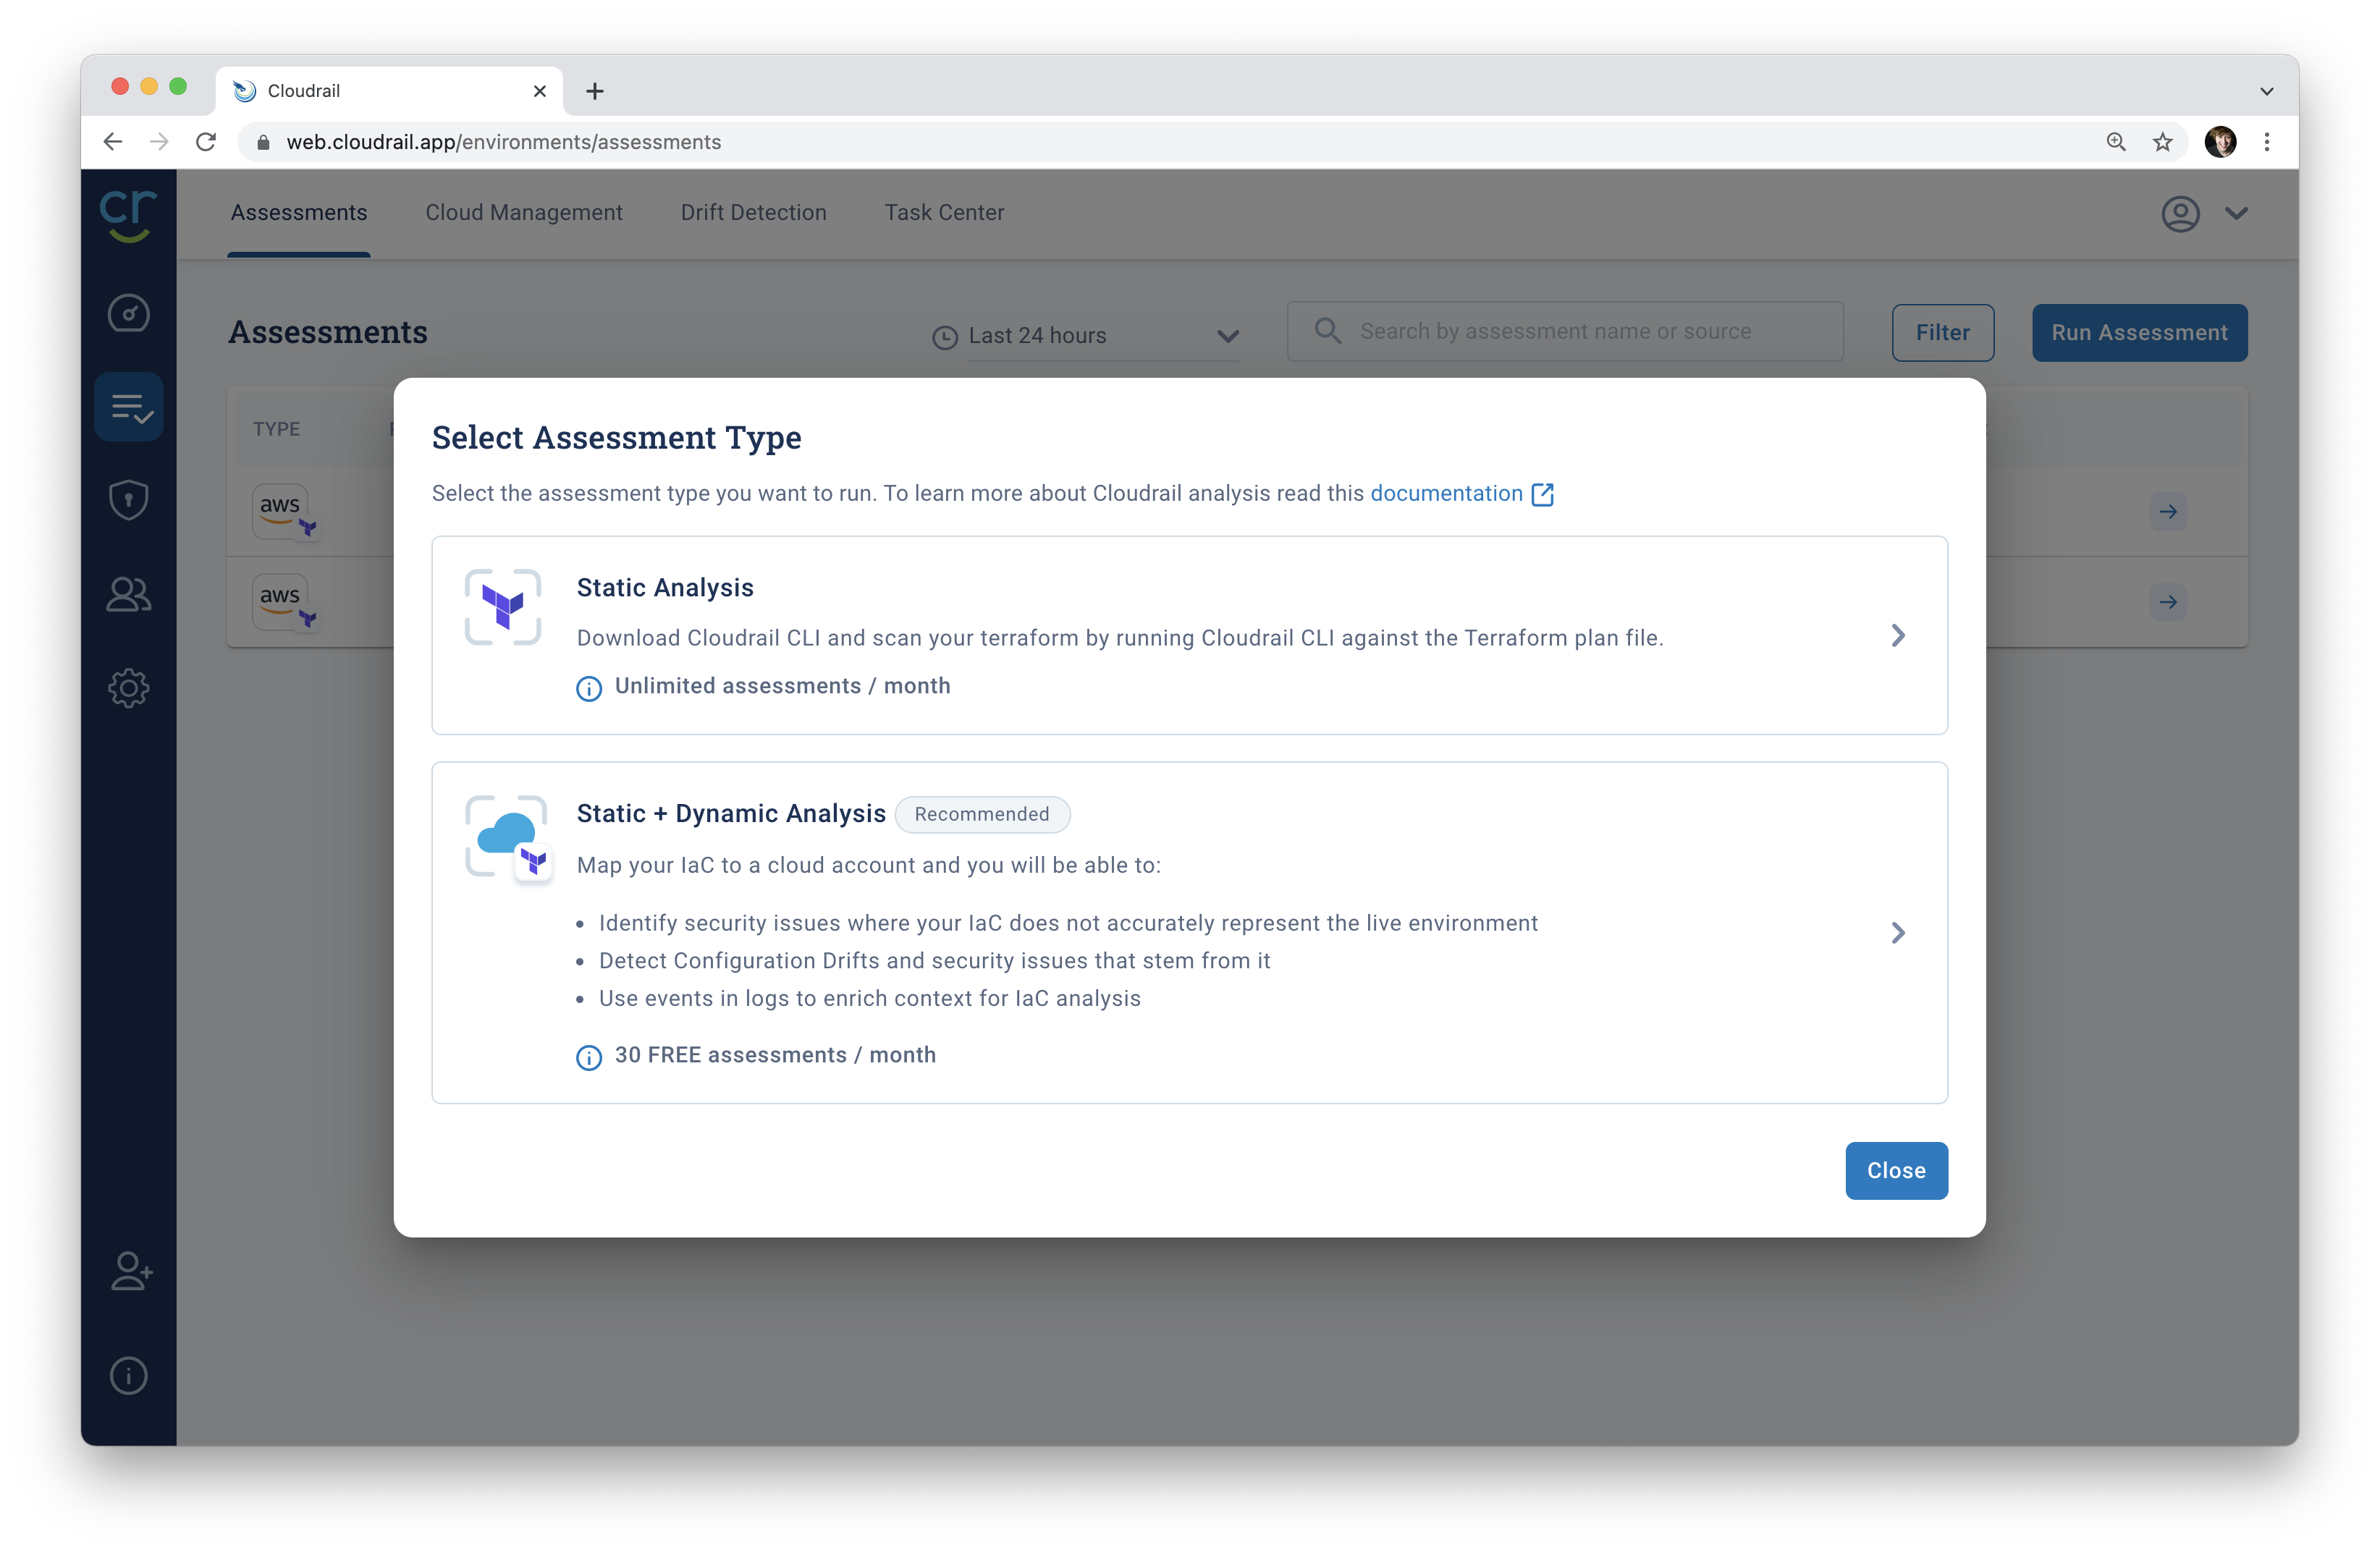 Cloudrail
web.cloudrail.app/environments/assessments
cr
Assessments
Cloud Management
Drift Detection
Task Center
Assessments
Last 24 hours
Search by assessment name or source
Filter
Run Assessment
TYPE
aws
aws
Select Assessment Type
Select the assessment type you want to run. To learn more about Cloudrail analysis read this documentation
Static Analysis
Download Cloudrail CLI and scan your terraform by running Cloudrail CLI against the Terraform plan file.
Unlimited assessments / month
Static + Dynamic Analysis Recommended
Map your IaC to a cloud account and you will be able to:
• Identify security issues where your IaC does not accurately represent the live environment
• Detect Configuration Drifts and security issues that stem from it
• Use events in logs to enrich context for IaC analysis
30 FREE assessments / month
Close